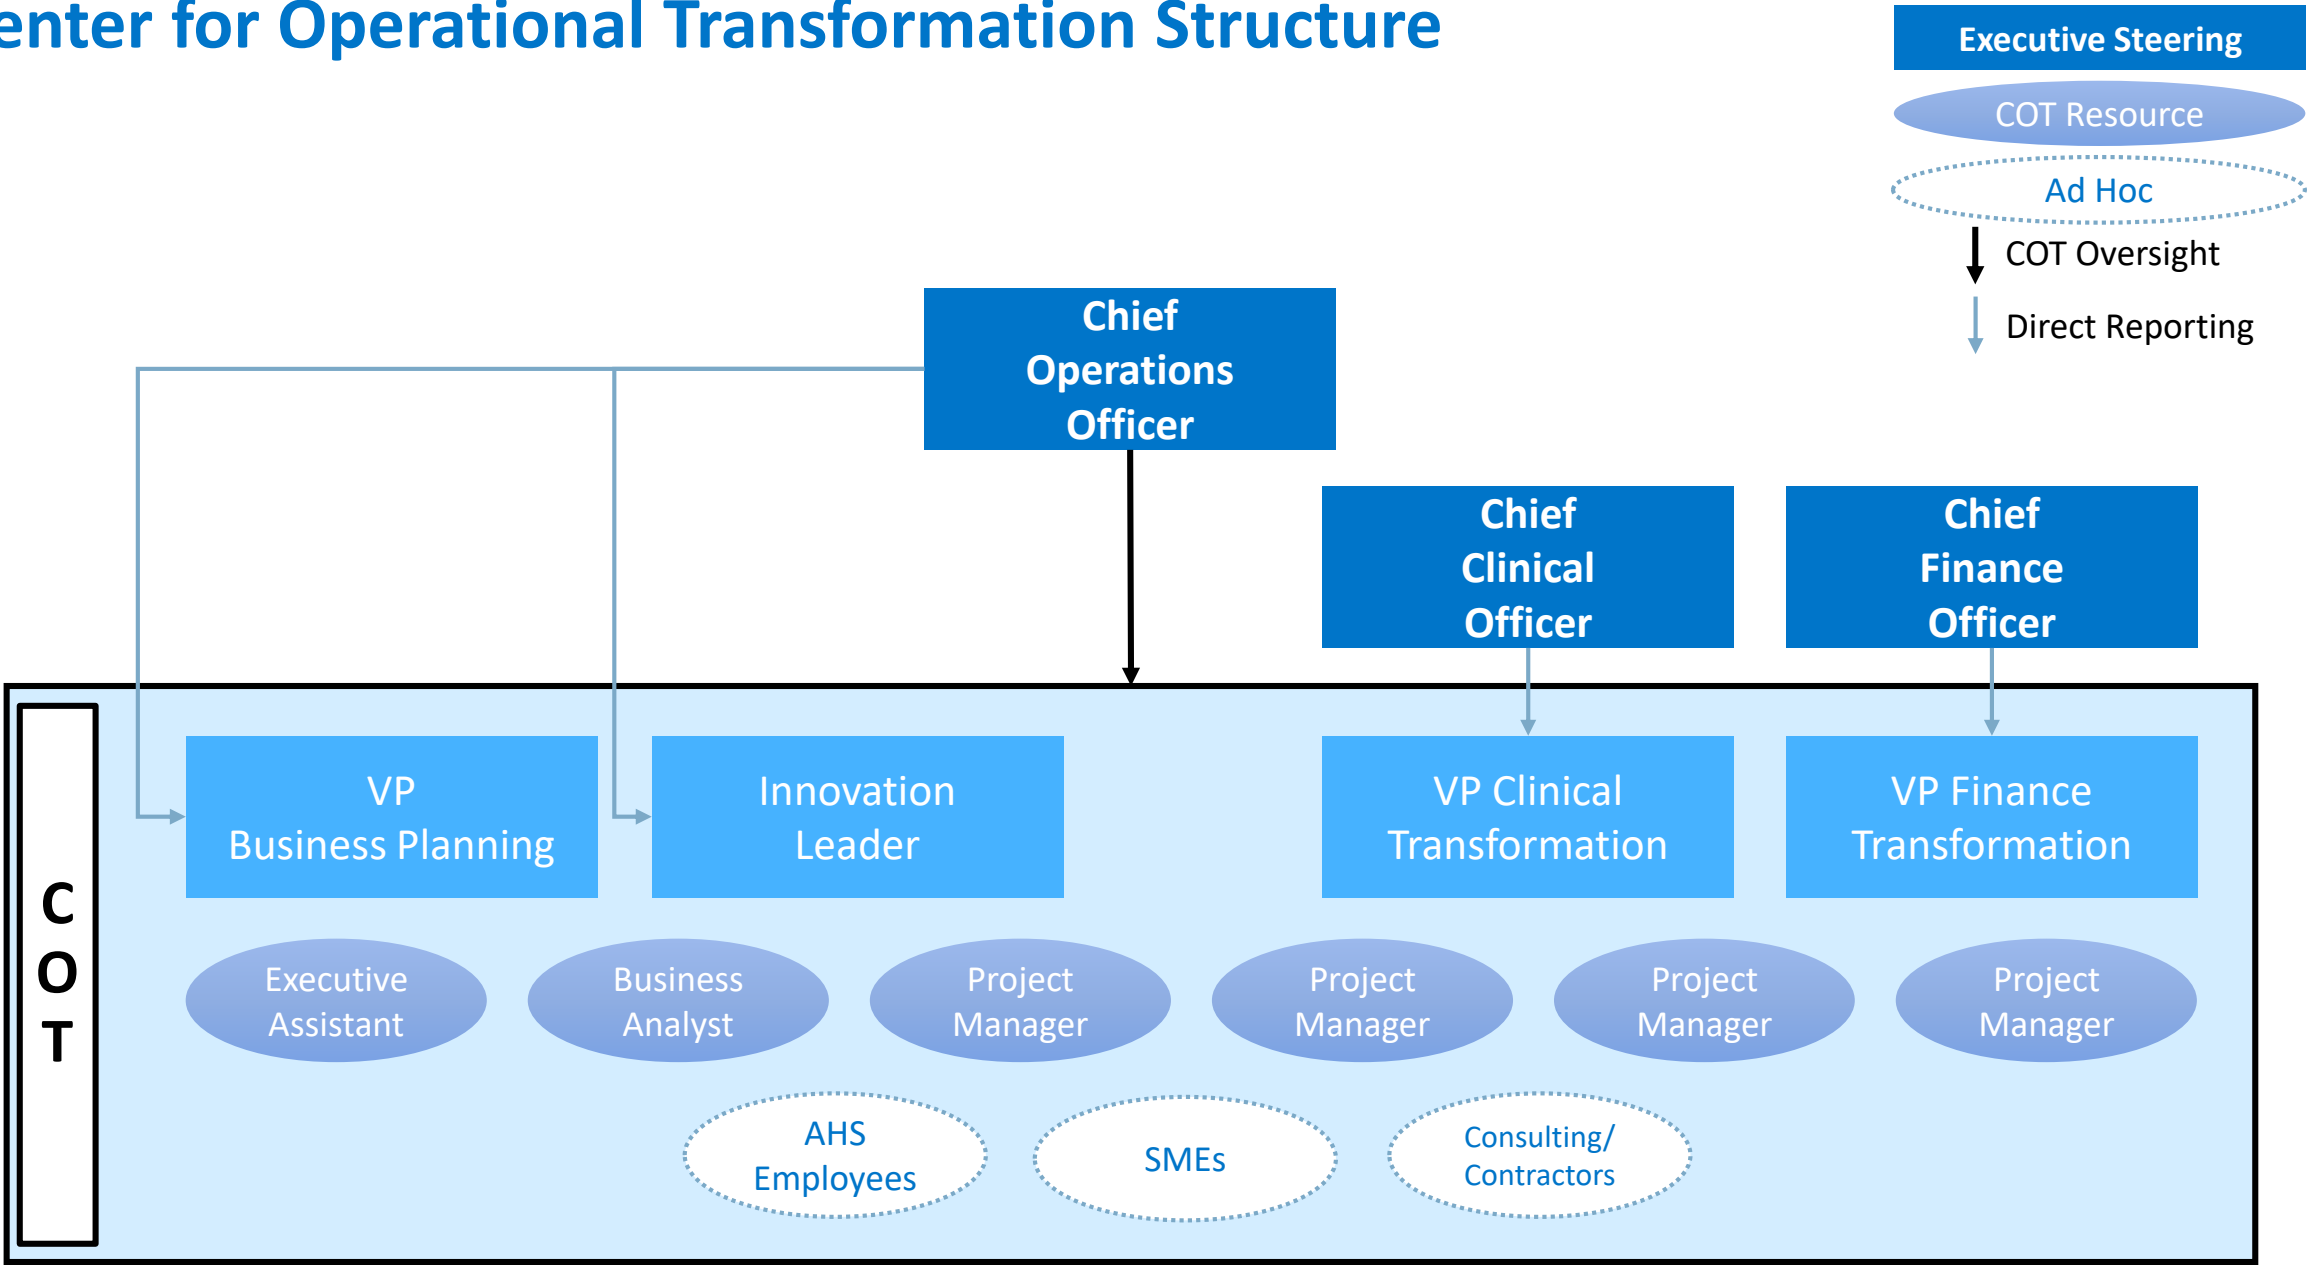 enter for Operational Transformation Structure
Executive Steering
COT Resource
Ad Hoc
COT Oversight
Direct Reporting
Chief
Operations
Officer
Chief
Clinical
Officer
Chief
Finance
Officer
C
O
T
VP
Business Planning
Innovation
Leader
VP Clinical
Transformation
VP Finance
Transformation
Executive
Assistant
Business
Analyst
Project
Manager
Project
Manager
Project
Manager
Project
Manager
AHS
Employees
SMEs
Consulting/
Contractors